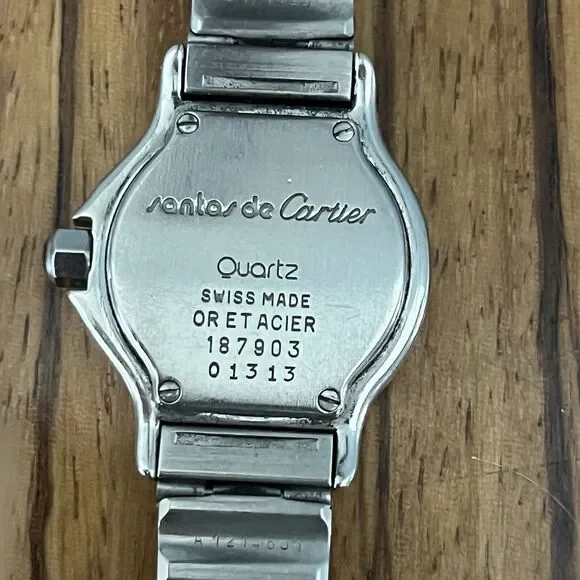 santos de Cartier
Quartz
SWISS MADE
OR ET ACIER
187903
01313